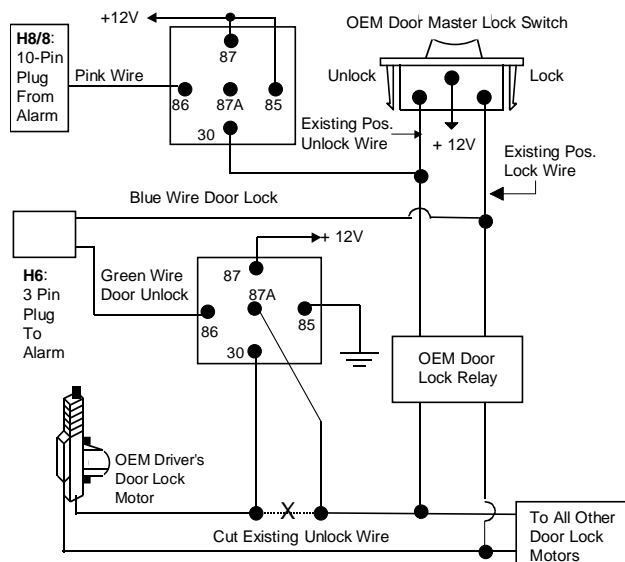 +12V
OEM Door Master Lock Switch
H8/8:
10-Pin
Plug
From
Alarm
Pink Wire
87
86
87A
85
30
Unlock
Lock
Existing Pos.
Unlock Wire
+ 12V
Existing Pos.
Lock Wire
Blue Wire Door Lock
H6:
3 Pin
Plug
To
Alarm
Green Wire
Door Unlock
+ 12V
87
87A
86
85
30
OEM Door
Lock Relay
OEM Driver's
Door Lock
Motor
X
Cut Existing Unlock Wire
To All Other
Door Lock
Motors